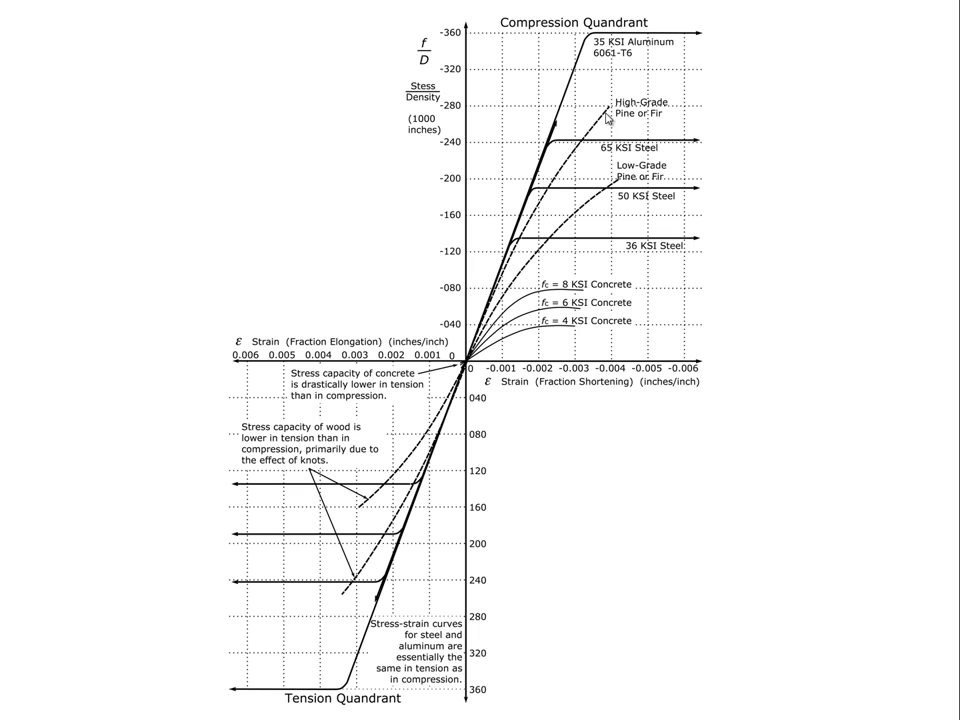 Compression Quadrant
-360
f
D
35 KSI Aluminum
6061-T6
-320
Stess
Density
(1000
inches)
-280
High-Grade
Pine or Fir
-240
65 KSI Steel
Low-Grade
Pine or Fir
-200
50 KSI Steel
-160
36 KSI Steel
-120
-080
fc = 8 KSI Concrete
fc = 6 KSI Concrete
-040
fc = 4 KSI Concrete
ε Strain (Fraction Elongation) (inches/inch)
0.006 0.005 0.004 0.003 0.002 0.001 0
0 -0.001 -0.002 -0.003 -0.004 -0.005 -0.006
ε Strain (Fraction Shortening) (inches/inch)
Stress capacity of concrete
is drastically lower in tension
than in compression.
040
Stress capacity of wood is
lower in tension than in
compression, primarily due to
the effect of knots.
080
120
160
200
240
280
Stress-strain curves
for steel and
aluminum are
essentially the
same in tension as
in compression.
320
360
Tension Quadrant